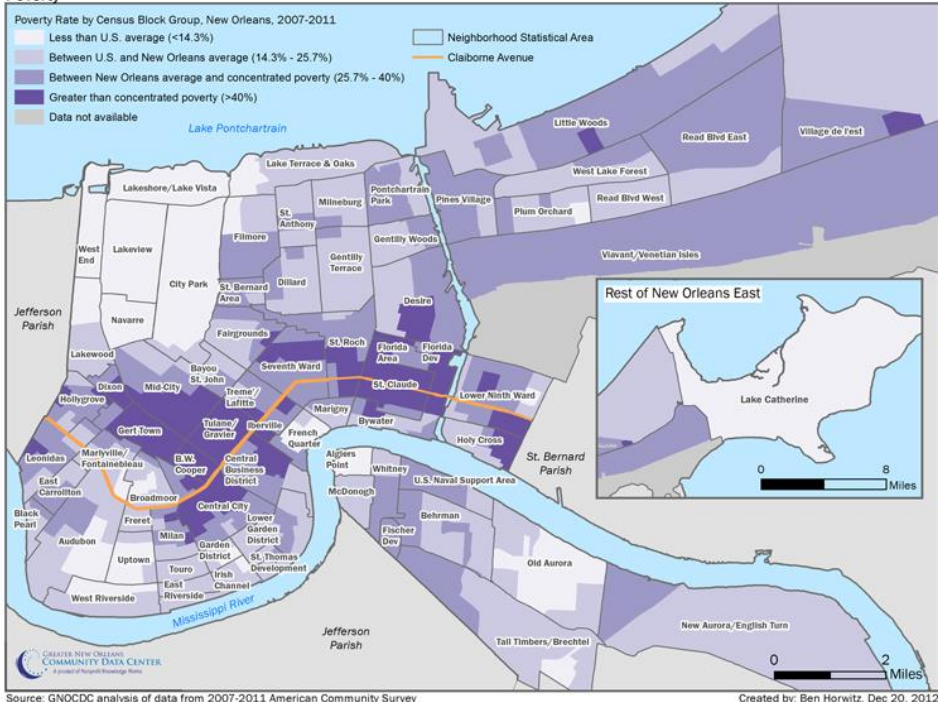 Poverty Rate by Census Block Group, New Orleans, 2007-2011
Less than U.S. average (<14.3%)
Between U.S. and New Orleans average (14.3% - 25.7%)
Between New Orleans average and concentrated poverty (25.7% - 40%)
Greater than concentrated poverty (>40%)
Data not available
Neighborhood Statistical Area
Claiborne Avenue
Lake Pontchartrain
Little Woods
Read Blvd East
Village de l'est
Lake Terrace & Oaks
West Lake Forest
Lakeshore/Lake Vista
Pontchartrain
Park
Milneburg
Pines Village
Read Blvd West
Plum Orchard
St.
Anthony
Filmore
Gentilly Woods
West
End
Lakeview
Gentilly
Terrace
Viavant/Venetian Isles
City Park
Dillard
St. Bernard
Area
Desire
Rest of New Orleans East
Jefferson
Parish
Navarre
Fairgrounds
St. Roch
Florida
Area
Florida
Dev
Lakewood
Bayou
St. John
Seventh Ward
St. Claude
Lower Ninth Ward
Lake Catherine
Dixon
Mid-City
Hollygrove
Treme'/
Lafitte
Marigny
Bywater
Iberville
Tulane/
Gravier
Gert Town
French
Quarter
Holy Cross
St. Bernard
Parish
0
8
Miles
Leonidas
Marlyville/
Fontainebleau
B.W.
Cooper
Central
Business
District
Algiers
Point
Whitney
U.S. Naval Support Area
East
Carrollton
Broadmoor
McDonogh
Black
Pearl
Central City
Behrman
Freret
Lower
Garden
District
Fischer
Dev
Audubon
Milan
Garden
District
Uptown
St. Thomas
Development
Old Aurora
Touro
Irish
Channel
East
Riverside
West Riverside
Mississippi River
Jefferson
Parish
New Aurora/English Turn
Tall Timbers/Brechtel
0
2
Miles
GREATER NEW ORLEANS
COMMUNITY DATA CENTER
A product of Nonprofit Knowledge Works
Source: GNOCDC analysis of data from 2007-2011 American Community Survey
Created by: Ben Horwitz, Dec 20, 2012